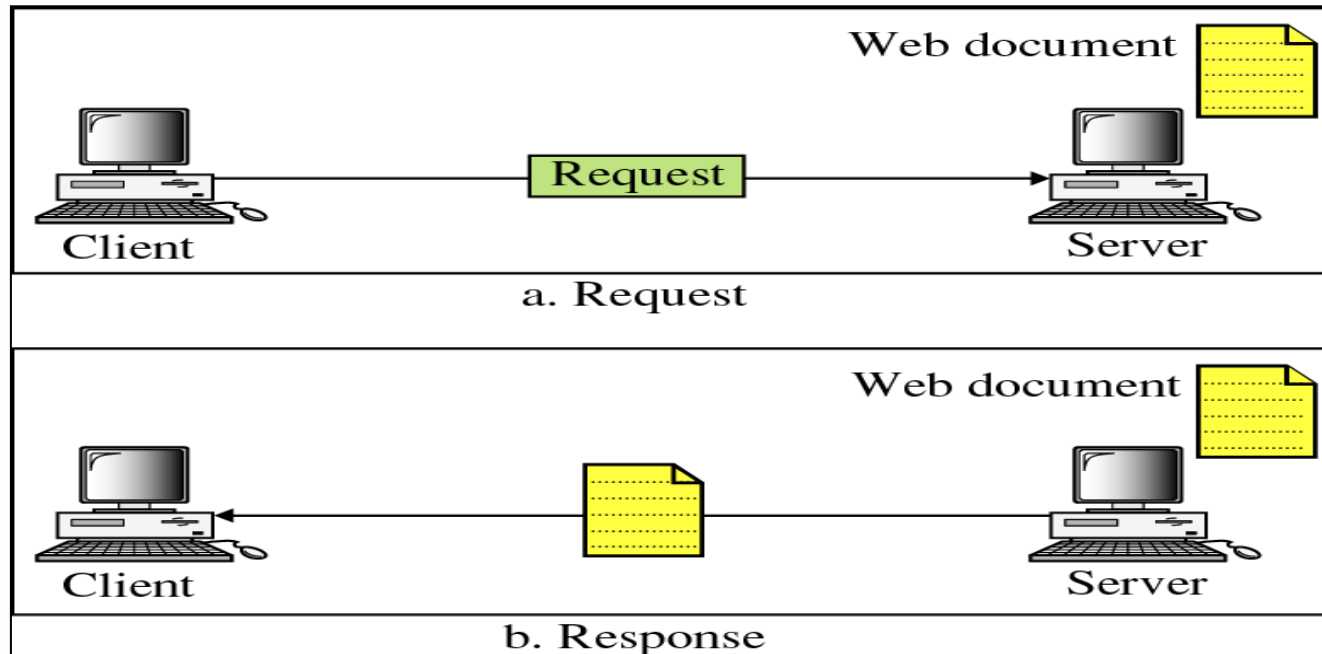 Web document
Request
Client
Server
a. Request
Web document
Client
Server
b. Response